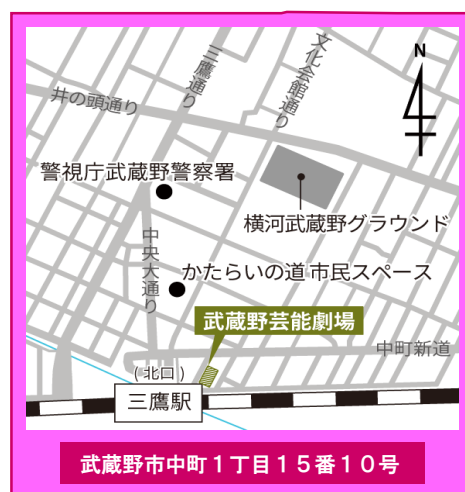 N
三鷹通り
文化会館通り
井の頭通り
警視庁武蔵野警察署
横河武蔵野グラウンド
中央大通り
かたらいの道 市民スペース
武蔵野芸能劇場
中町新道
(北口)
三鷹駅
武蔵野市中町１丁目１５番１０号